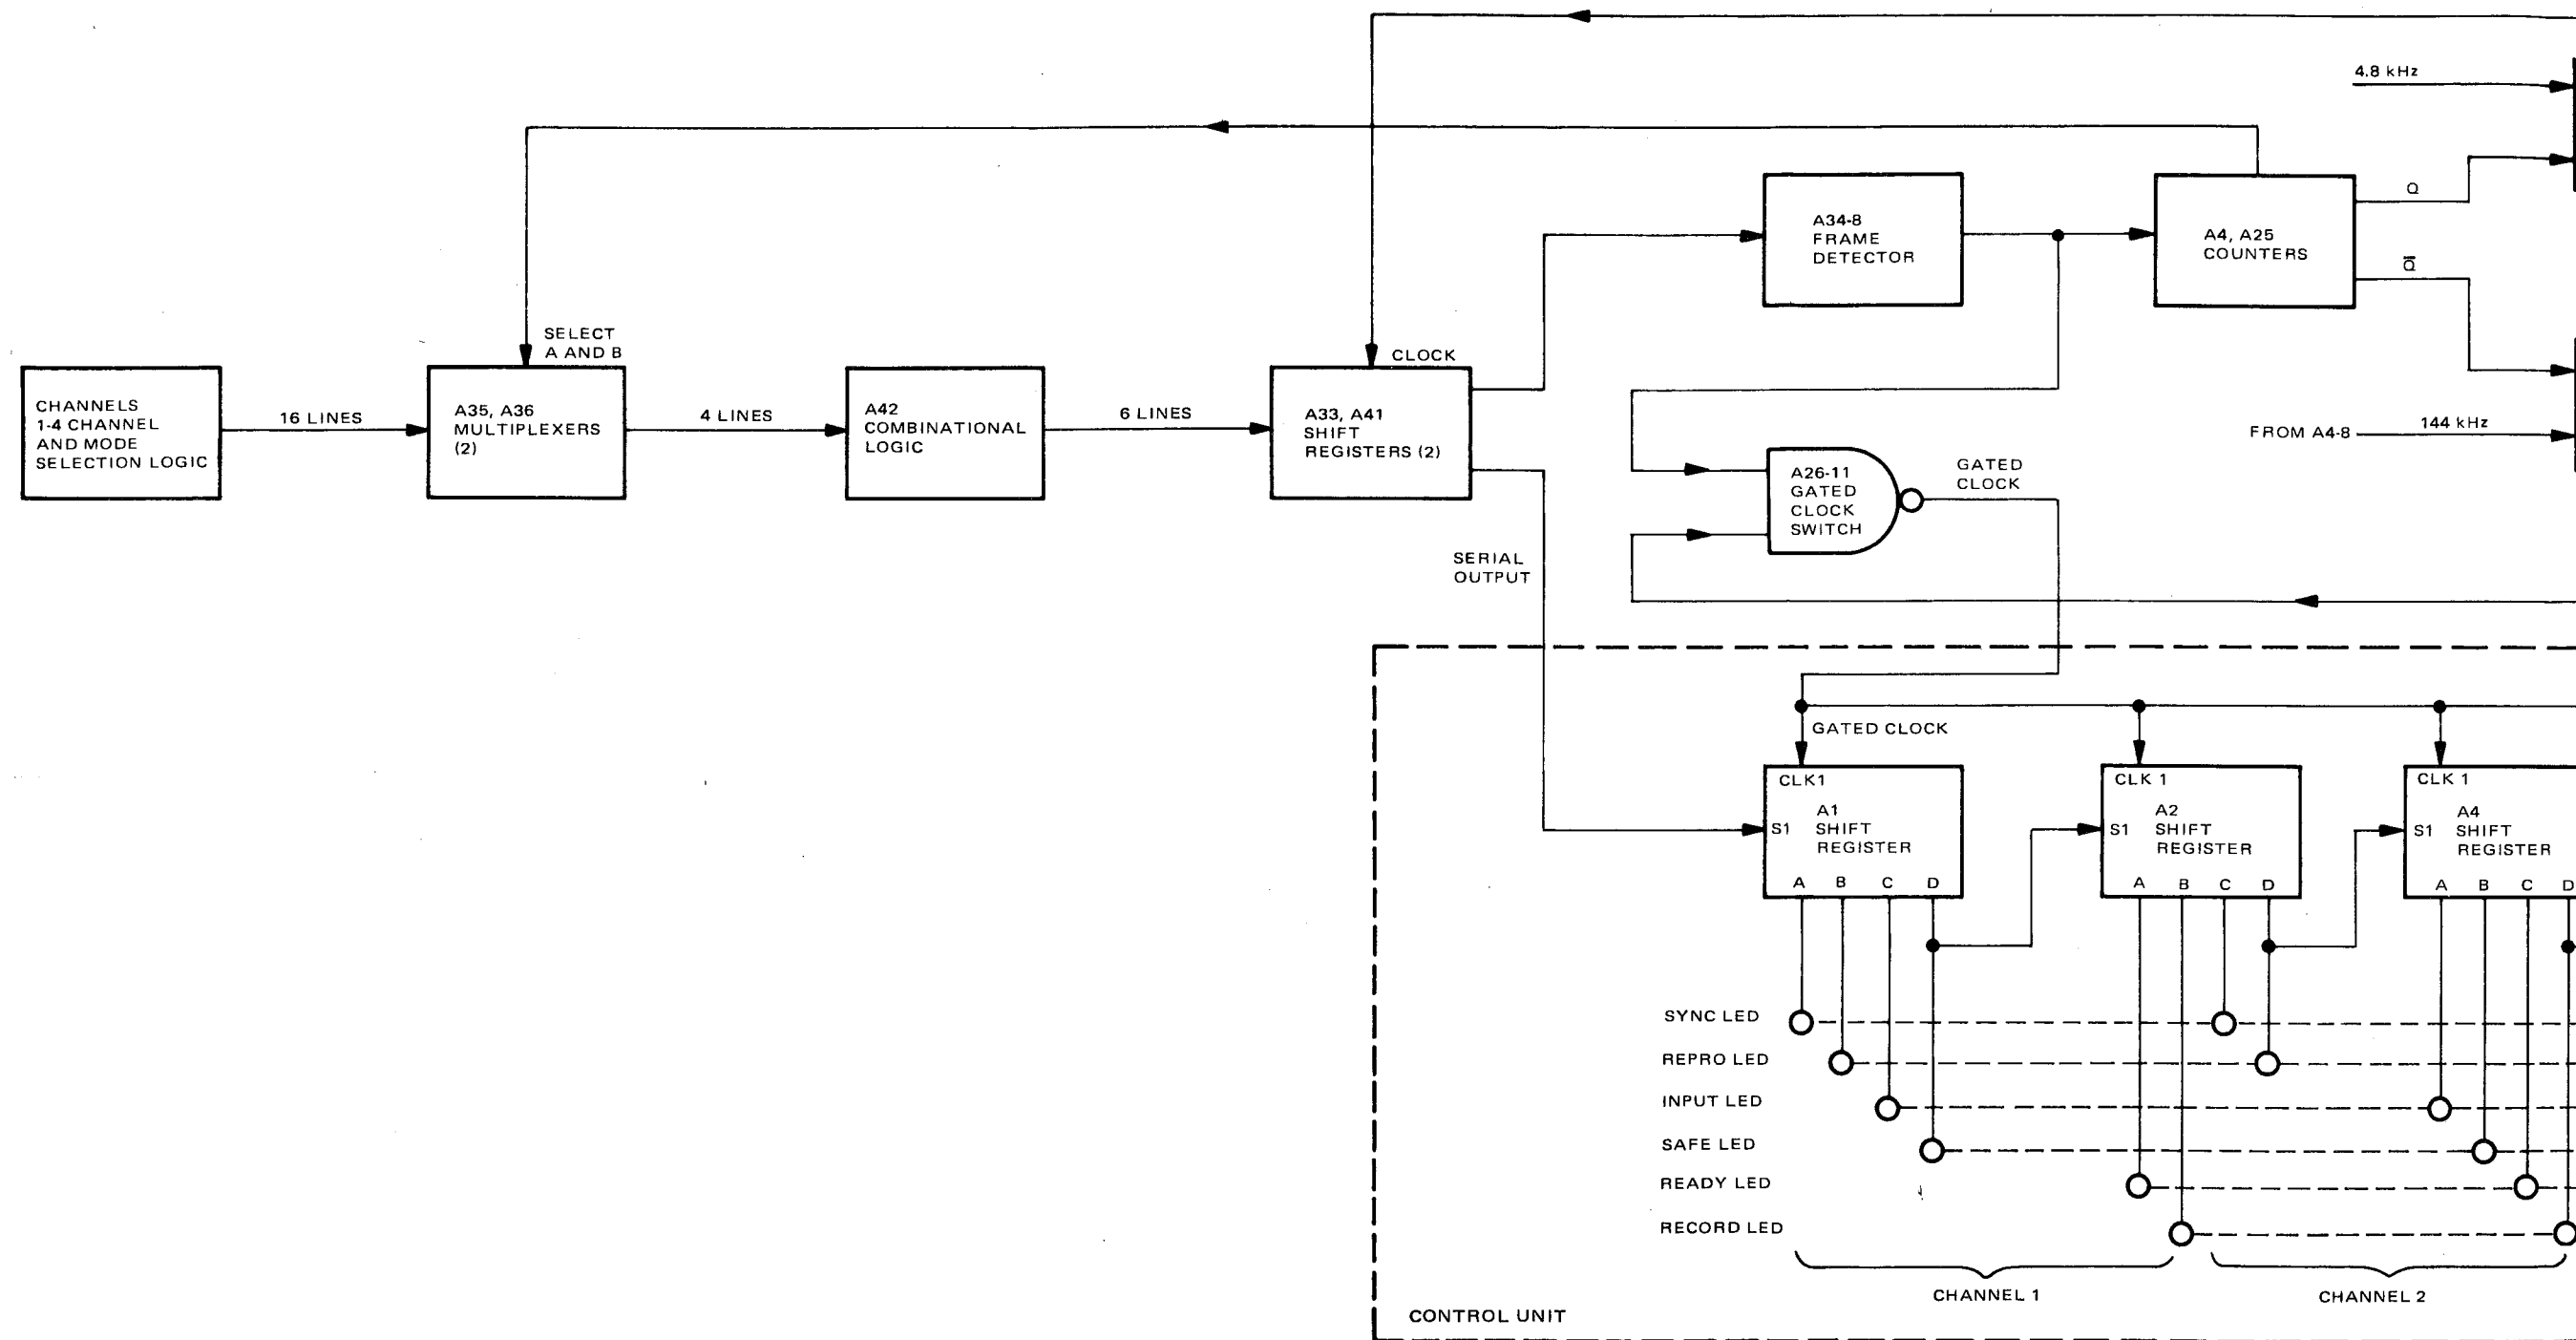 4.8 kHz
Q
Q̅
A34-8
FRAME
DETECTOR
A4, A25
COUNTERS
SELECT
A AND B
CLOCK
CHANNELS
1-4 CHANNEL
AND MODE
SELECTION LOGIC
16 LINES
A35, A36
MULTIPLEXERS
(2)
4 LINES
A42
COMBINATIONAL
LOGIC
6 LINES
A33, A41
SHIFT
REGISTERS (2)
FROM A4-8
144 kHz
A26-11
GATED
CLOCK
SWITCH
GATED
CLOCK
SERIAL
OUTPUT
GATED CLOCK
CLK1
A1
S1 SHIFT
REGISTER
A B C D
CLK 1
A2
S1 SHIFT
REGISTER
A B C D
CLK 1
A4
S1 SHIFT
REGISTER
A B C D
SYNC LED
REPRO LED
INPUT LED
SAFE LED
READY LED
RECORD LED
CHANNEL 1
CHANNEL 2
CONTROL UNIT